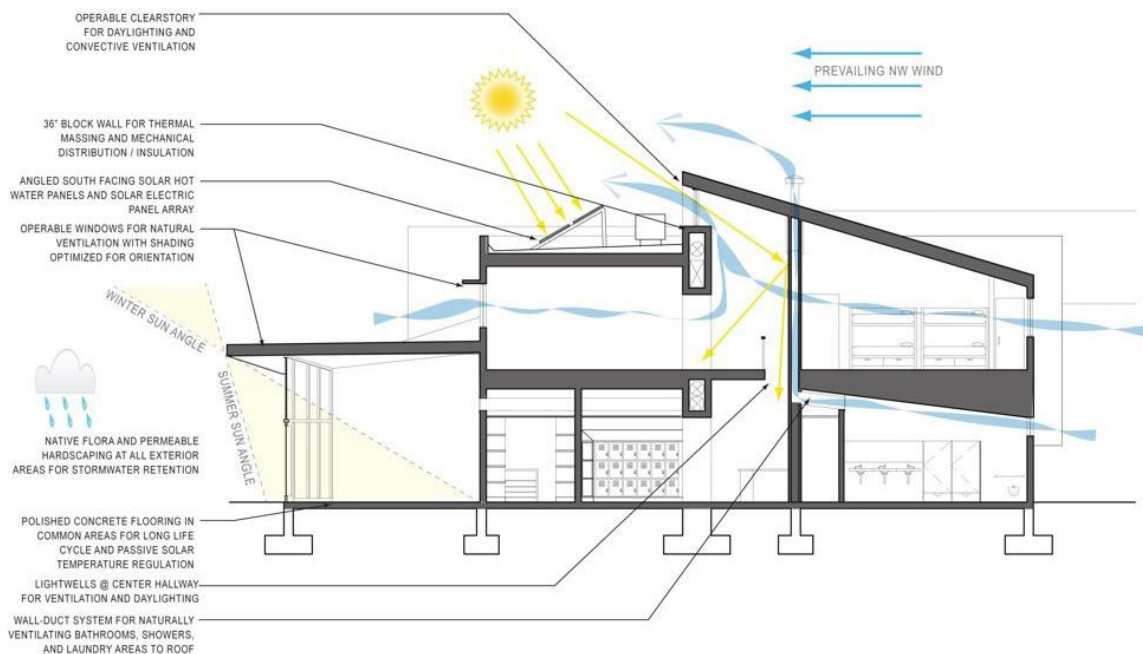 OPERABLE CLEARSTORY
FOR DAYLIGHTING AND
CONVECTIVE VENTILATION
PREVAILING NW WIND
36" BLOCK WALL FOR THERMAL
MASSING AND MECHANICAL
DISTRIBUTION / INSULATION
ANGLED SOUTH FACING SOLAR HOT
WATER PANELS AND SOLAR ELECTRIC
PANEL ARRAY
OPERABLE WINDOWS FOR NATURAL
VENTILATION WITH SHADING
OPTIMIZED FOR ORIENTATION
WINTER SUN ANGLE
SUMMER SUN ANGLE
NATIVE FLORA AND PERMEABLE
HARDSCAPING AT ALL EXTERIOR
AREAS FOR STORMWATER RETENTION
POLISHED CONCRETE FLOORING IN
COMMON AREAS FOR LONG LIFE
CYCLE AND PASSIVE SOLAR
TEMPERATURE REGULATION
LIGHTWELLS @ CENTER HALLWAY
FOR VENTILATION AND DAYLIGHTING
WALL-DUCT SYSTEM FOR NATURALLY
VENTILATING BATHROOMS, SHOWERS,
AND LAUNDRY AREAS TO ROOF